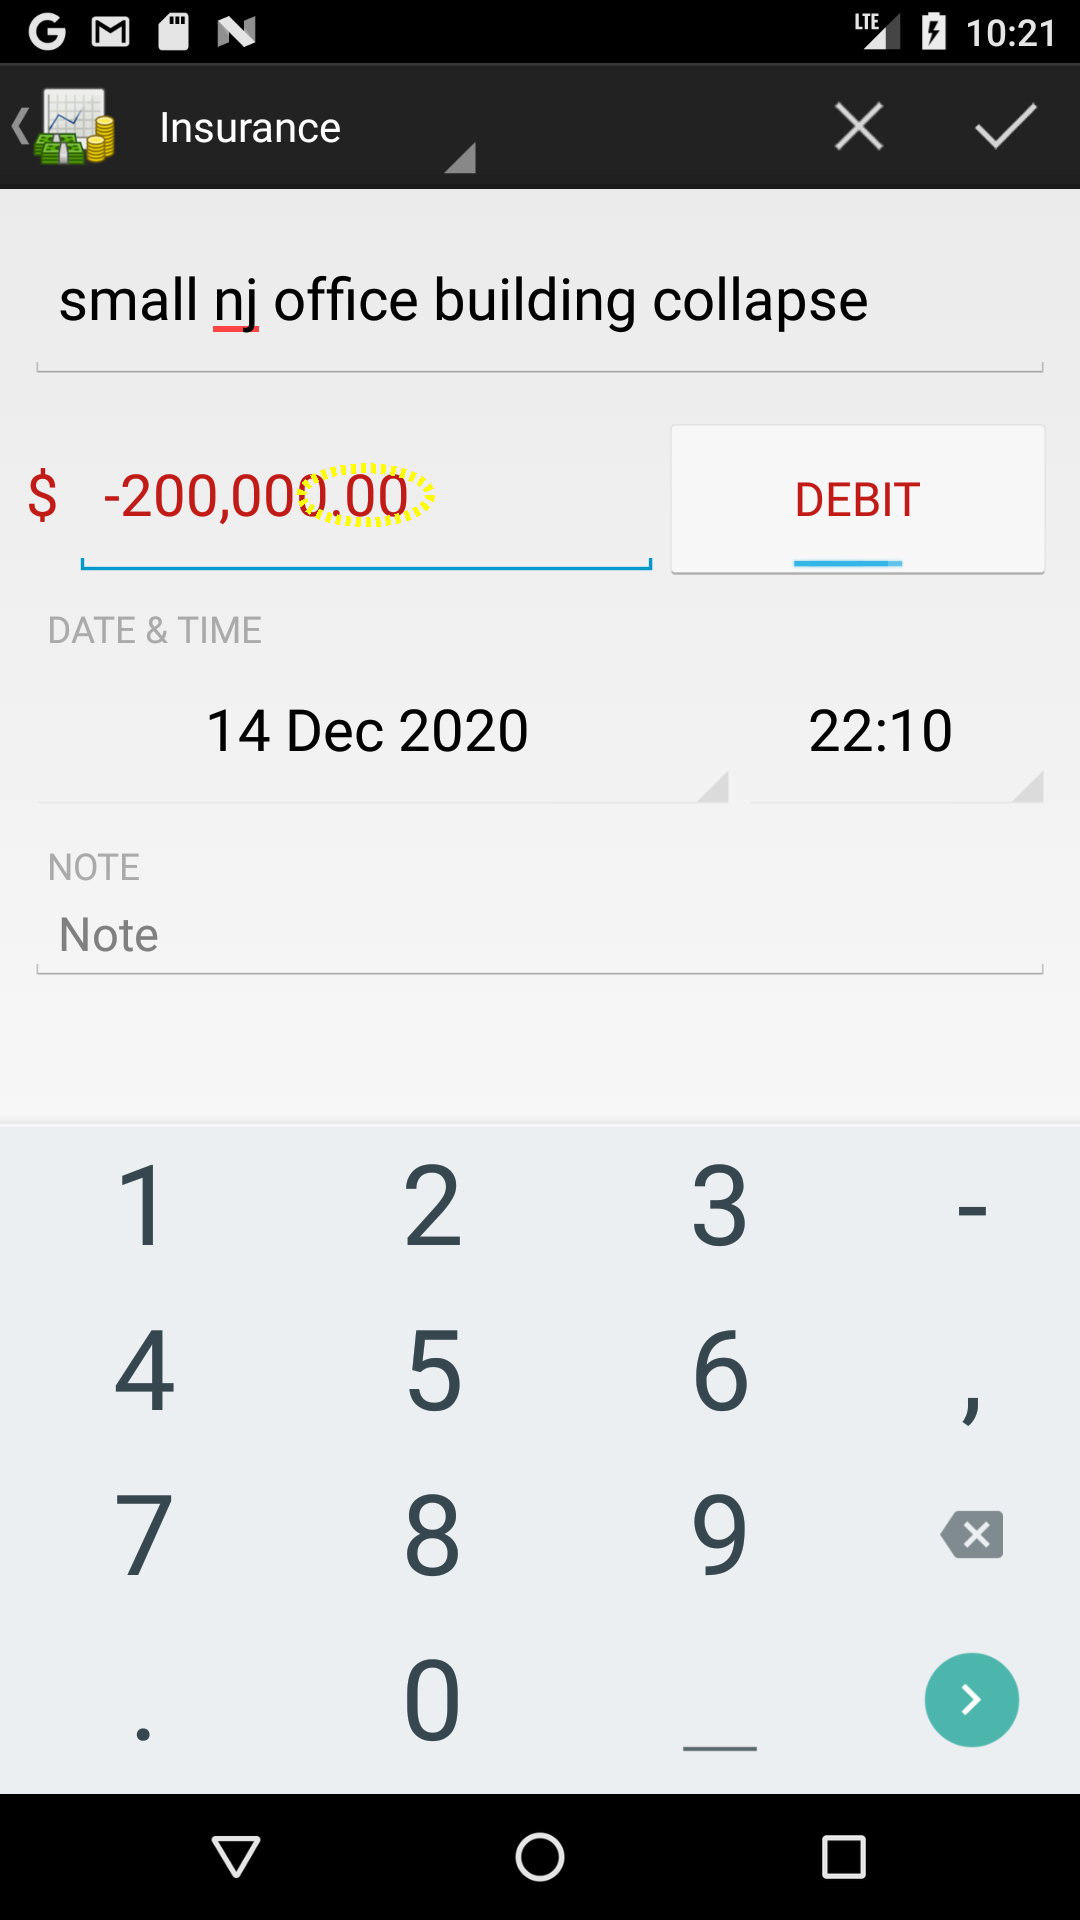 LTE 10:21
Insurance
small nj office building collapse
$ -200,000.00 DEBIT
DATE & TIME
14 Dec 2020 22:10
NOTE
Note
1 2 3 -
4 5 6 ,
7 8 9
. 0 _